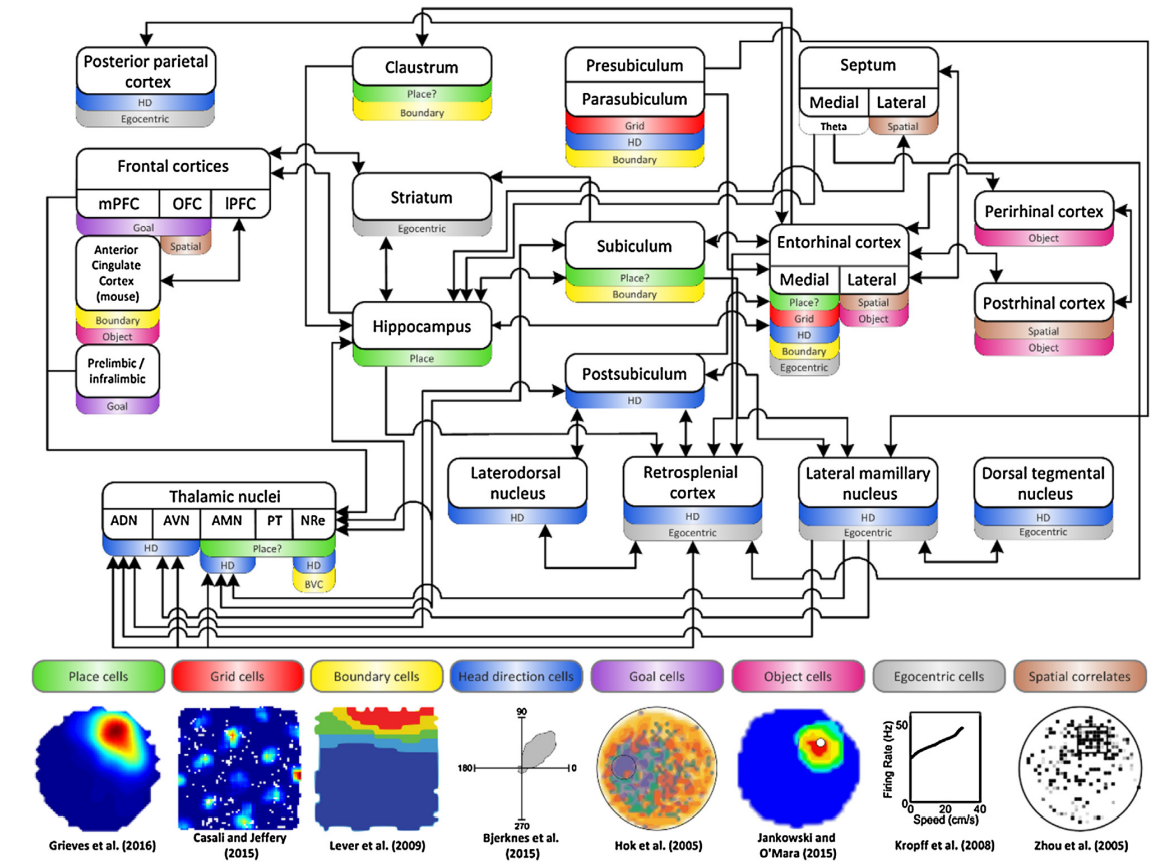 Posterior parietal
cortex
HD
Egocentric
Claustrum
Place?
Boundary
Presubiculum
Parasubiculum
Grid
HD
Boundary
Septum
Medial
Lateral
Theta
Spatial
Frontal cortices
mPFC
OFC
lPFC
Goal
Spatial
Anterior
Cingulate
Cortex
(mouse)
Boundary
Object
Prelimbic /
infralimbic
Goal
Striatum
Egocentric
Subiculum
Place?
Boundary
Entorhinal cortex
Medial
Lateral
Place?
Grid
HD
Boundary
Egocentric
Spatial
Object
Perirhinal cortex
Object
Postrhinal cortex
Spatial
Object
Hippocampus
Place
Postsubiculum
HD
Laterodorsal
nucleus
HD
Retrosplenial
cortex
HD
Egocentric
Lateral mamillary
nucleus
HD
Egocentric
Dorsal tegmental
nucleus
HD
Egocentric
Thalamic nuclei
ADN
AVN
AMN
PT
NRe
HD
Place?
HD
HD
BVC
Place cells
Grid cells
Boundary cells
Head direction cells
Goal cells
Object cells
Egocentric cells
Spatial correlates
90
180
0
270
Firing Rate (Hz)
50
0
0
20
40
Speed (cm/s)
Grieves et al. (2016)
Casali and Jeffery
(2015)
Lever et al. (2009)
Bjerknes et al.
(2015)
Hok et al. (2005)
Jankowski and
O'Mara (2015)
Kropff et al. (2008)
Zhou et al. (2005)